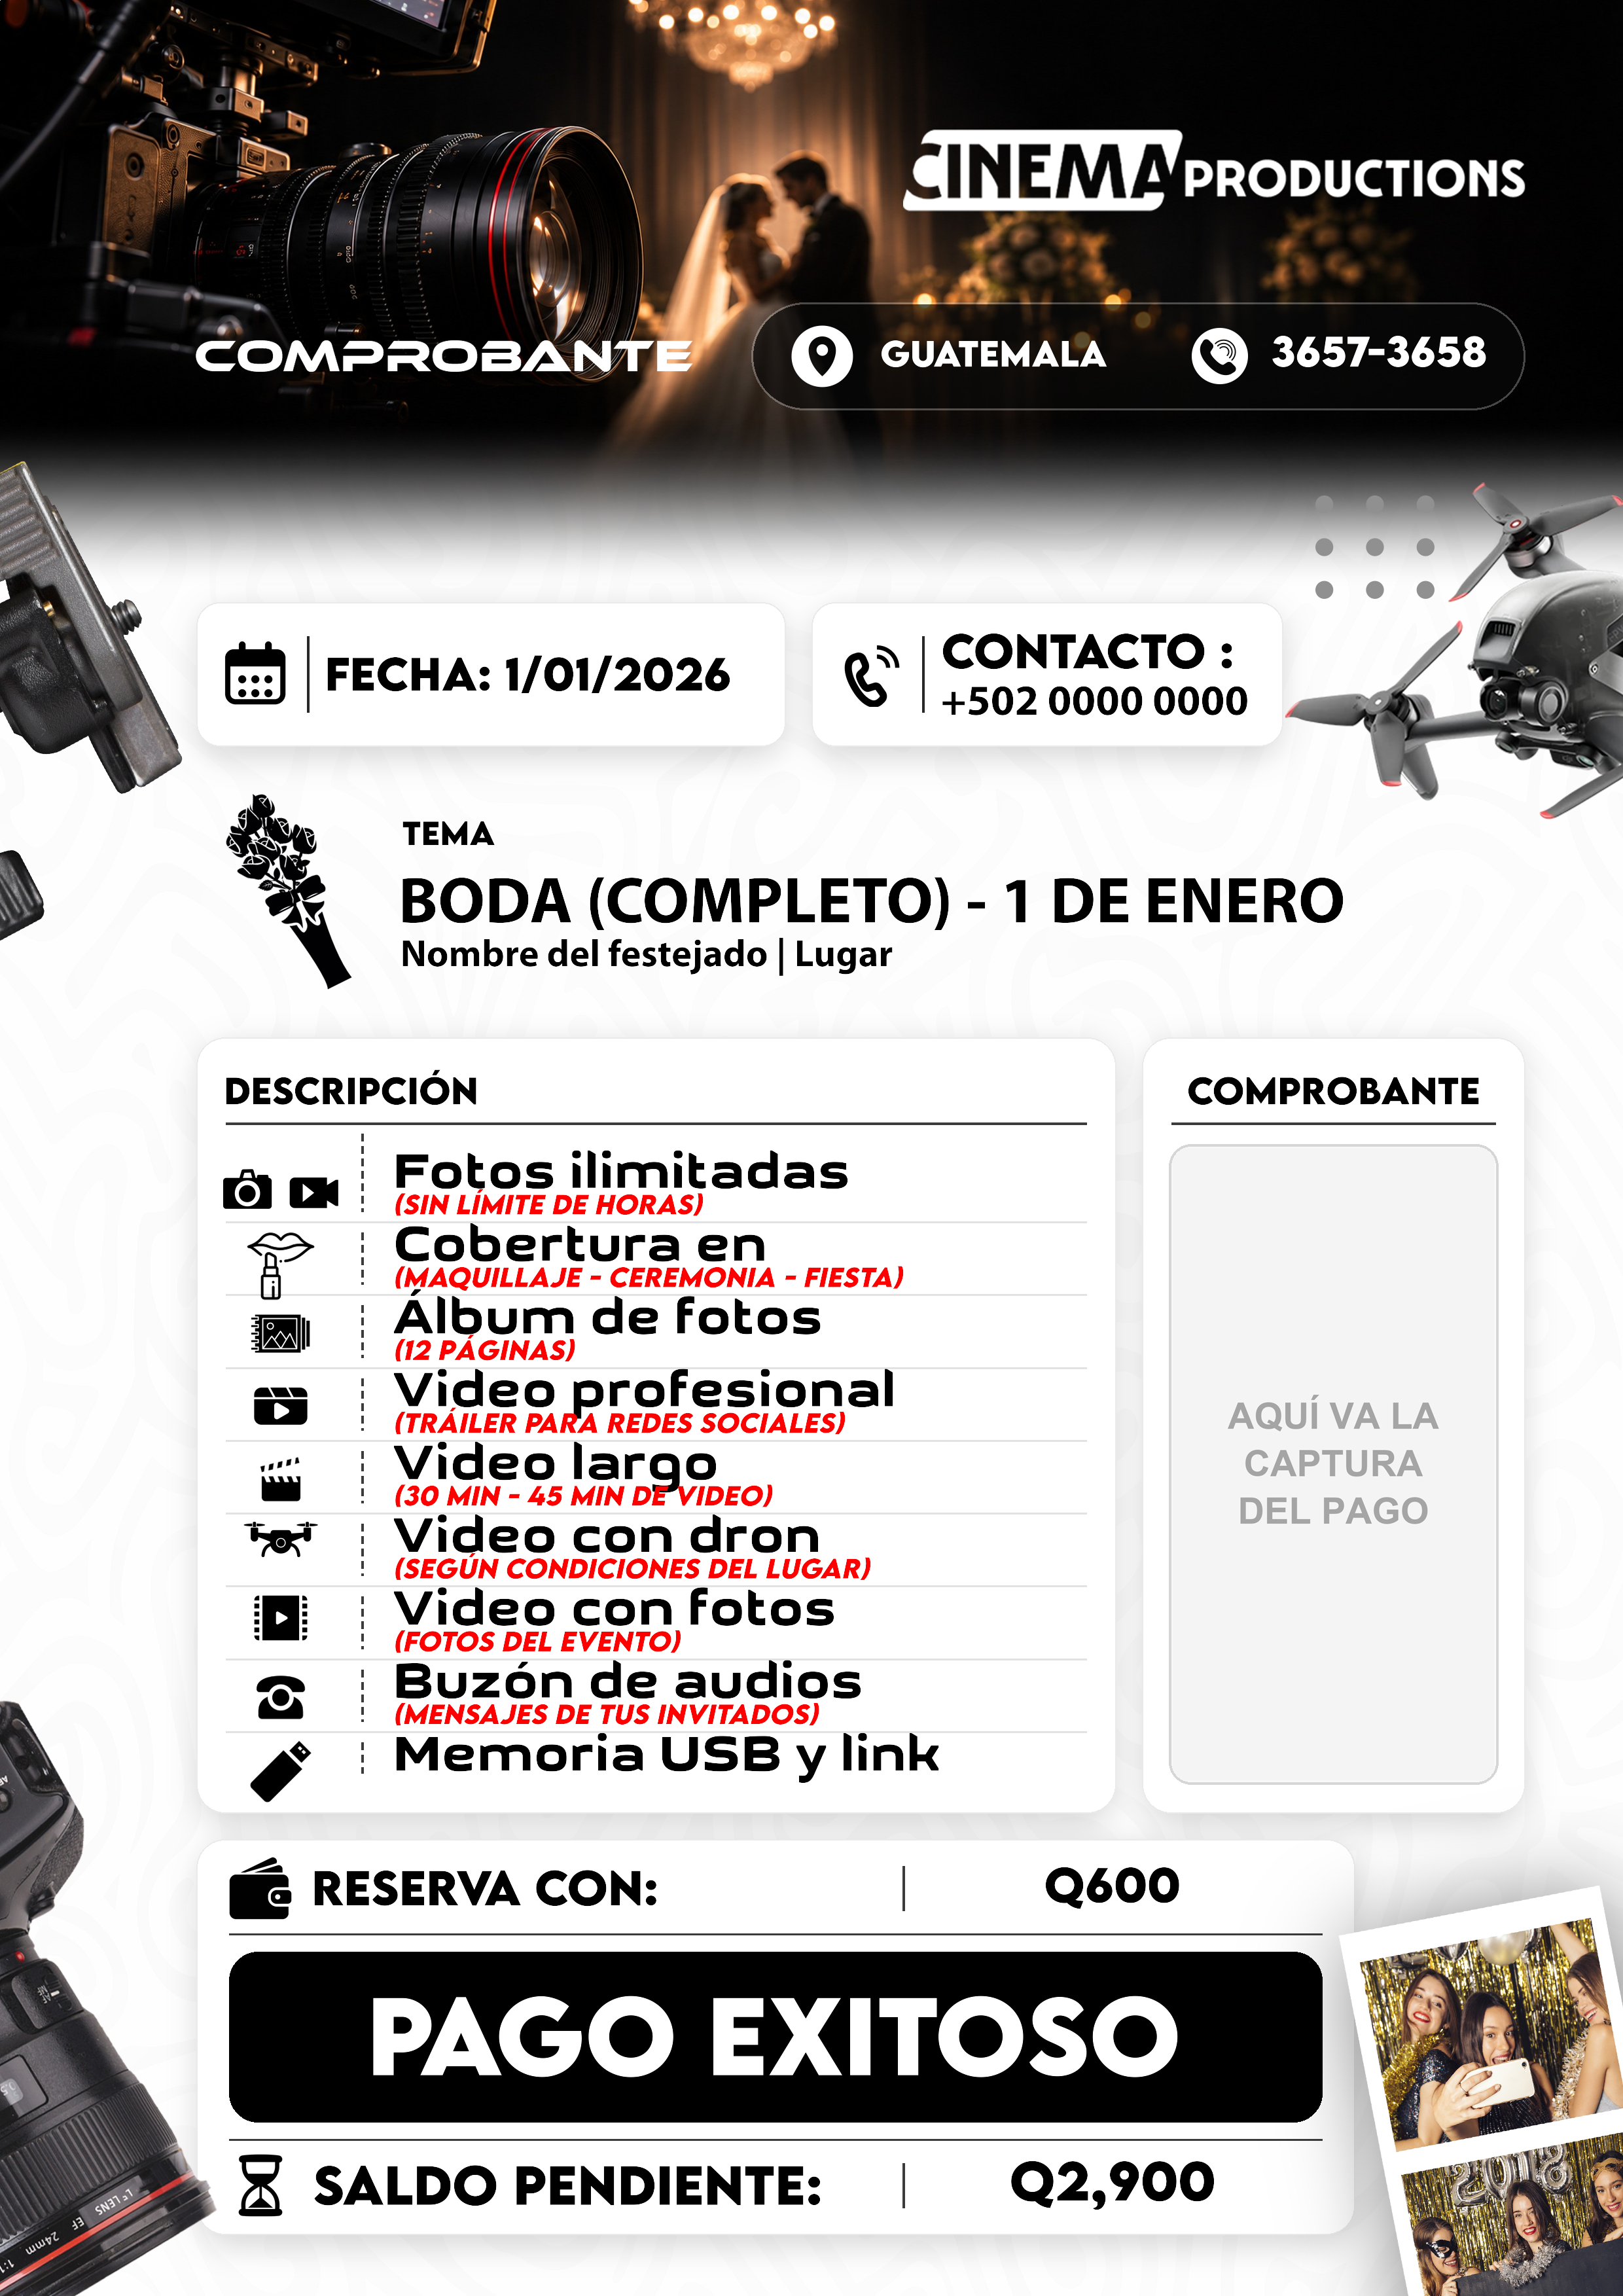 CINEMA PRODUCTIONS
COMPROBANTE
GUATEMALA
3657-3658
FECHA: 1/01/2026
CONTACTO :
+502 0000 0000
TEMA
BODA (COMPLETO) - 1 DE ENERO
Nombre del festejado | Lugar
DESCRIPCIÓN
Fotos ilimitadas
(SIN LÍMITE DE HORAS)
Cobertura en
(MAQUILLAJE - CEREMONIA - FIESTA)
Álbum de fotos
(12 PÁGINAS)
Video profesional
(TRÁILER PARA REDES SOCIALES)
Video largo
(30 MIN - 45 MIN DE VIDEO)
Video con dron
(SEGÚN CONDICIONES DEL LUGAR)
Video con fotos
(FOTOS DEL EVENTO)
Buzón de audios
(MENSAJES DE TUS INVITADOS)
Memoria USB y link
COMPROBANTE
AQUÍ VA LA
CAPTURA
DEL PAGO
RESERVA CON:
Q600
PAGO EXITOSO
SALDO PENDIENTE:
Q2,900
EF 24mm
LENS
2018